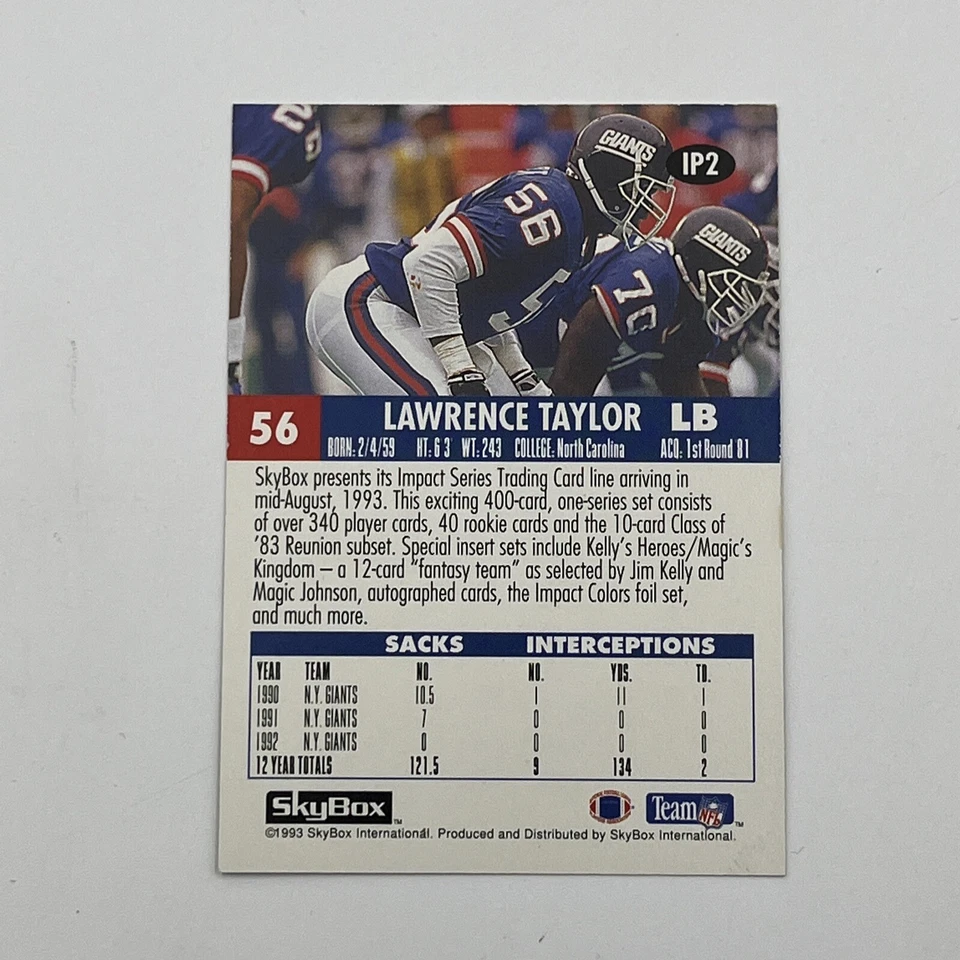 GIANTS
IP2
56
GIANTS
70
56 LAWRENCE TAYLOR LB
BORN: 2/4/59 HT: 6'3" WT: 243 COLLEGE: North Carolina ACQ: 1st Round 81
SkyBox presents its Impact Series Trading Card line arriving in
mid-August, 1993. This exciting 400-card, one-series set consists
of over 340 player cards, 40 rookie cards and the 10-card Class of
'83 Reunion subset. Special insert sets include Kelly's Heroes/Magic's
Kingdom – a 12-card "fantasy team" as selected by Jim Kelly and
Magic Johnson, autographed cards, the Impact Colors foil set,
and much more.
SACKS INTERCEPTIONS
YEAR TEAM NO. NO. YDS. TD.
1990 N.Y. GIANTS 10.5 1 11 1
1991 N.Y. GIANTS 7 0 0 0
1992 N.Y. GIANTS 0 0 0 0
12 YEAR TOTALS 121.5 9 134 2
SkyBox™ Team NFL™
©1993 SkyBox International. Produced and Distributed by SkyBox International.